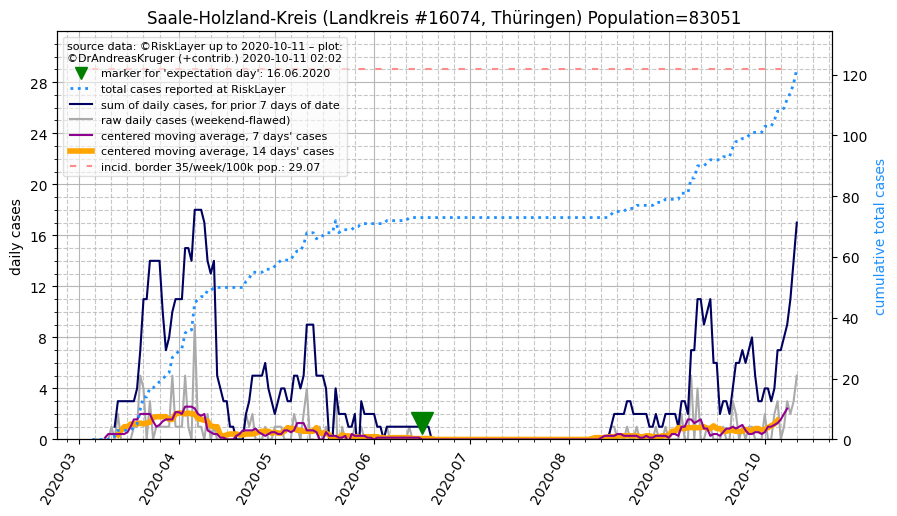 Saale-Holzland-Kreis (Landkreis #16074, Thüringen) Population=83051
source data: ©RiskLayer up to 2020-10-11 – plot:
©DrAndreasKruger (+contrib.) 2020-10-11 02:02
marker for 'expectation day': 16.06.2020
total cases reported at RiskLayer
sum of daily cases, for prior 7 days of date
raw daily cases (weekend-flawed)
centered moving average, 7 days' cases
centered moving average, 14 days' cases
incid. border 35/week/100k pop.: 29.07
daily cases
28
24
20
16
12
8
4
0
cumulative total cases
120
100
80
60
40
20
0
2020-03
2020-04
2020-05
2020-06
2020-07
2020-08
2020-09
2020-10